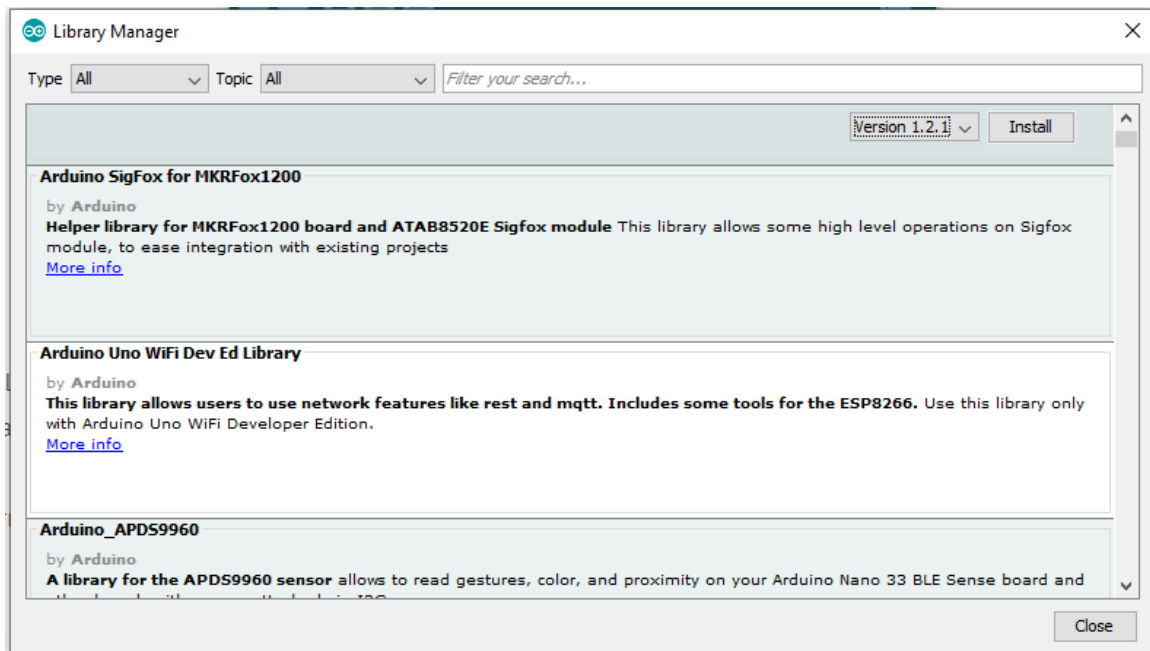 Library Manager
Type All Topic All Filter your search...
Version 1.2.1 Install
Arduino SigFox for MKRFox1200
by Arduino
Helper library for MKRFox1200 board and ATAB8520E Sigfox module This library allows some high level operations on Sigfox
module, to ease integration with existing projects
More info
Arduino Uno WiFi Dev Ed Library
by Arduino
This library allows users to use network features like rest and mqtt. Includes some tools for the ESP8266. Use this library only
with Arduino Uno WiFi Developer Edition.
More info
Arduino_APDS9960
by Arduino
A library for the APDS9960 sensor allows to read gestures, color, and proximity on your Arduino Nano 33 BLE Sense board and
Close